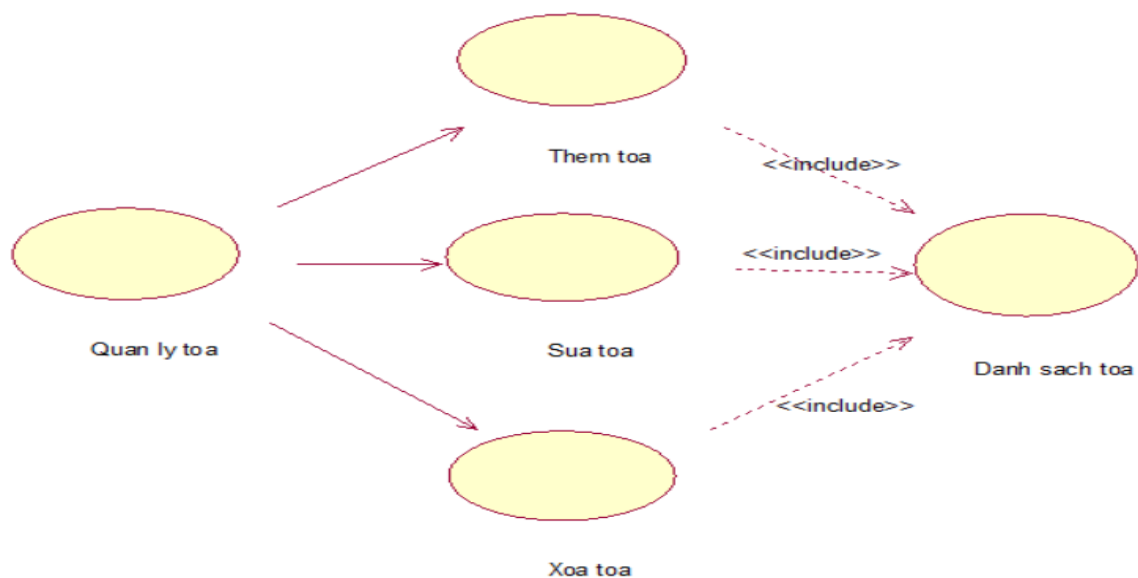 Them toa
<<include>>
Quan ly toa
Sua toa
<<include>>
Danh sach toa
<<include>>
Xoa toa